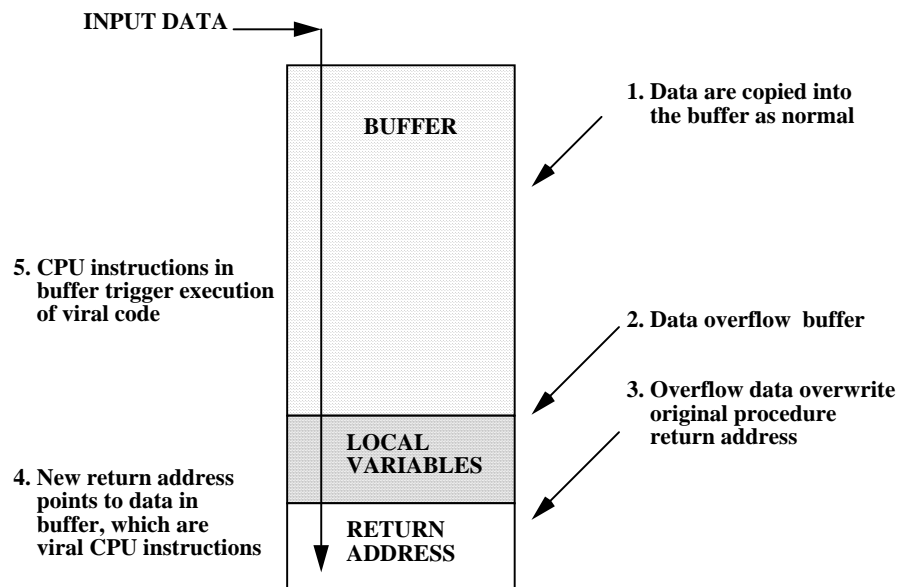 INPUT DATA
BUFFER
1. Data are copied into
the buffer as normal
5. CPU instructions in
buffer trigger execution
of viral code
2. Data overflow buffer
3. Overflow data overwrite
original procedure
return address
LOCAL
VARIABLES
4. New return address
points to data in
buffer, which are
viral CPU instructions
RETURN
ADDRESS